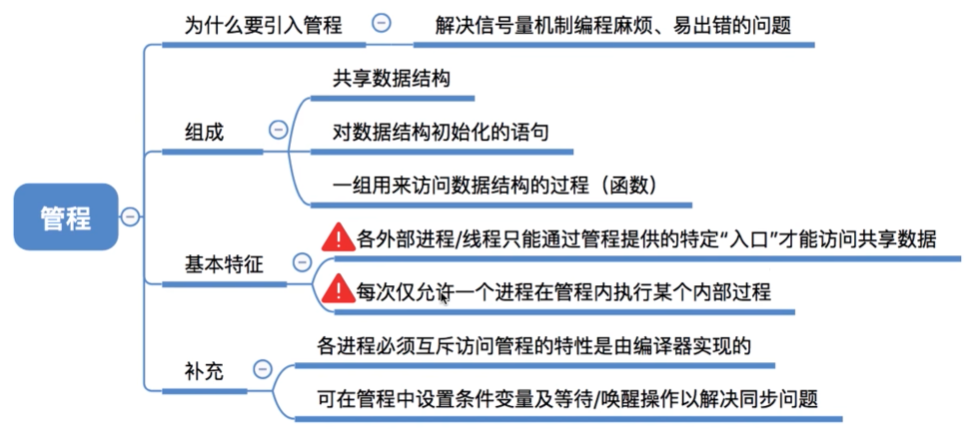 管程
为什么要引入管程
解决信号量机制编程麻烦、易出错的问题
组成
共享数据结构
对数据结构初始化的语句
一组用来访问数据结构的过程（函数）
基本特征
各外部进程/线程只能通过管程提供的特定“入口”才能访问共享数据
每次仅允许一个进程在管程内执行某个内部过程
补充
各进程必须互斥访问管程的特性是由编译器实现的
可在管程中设置条件变量及等待/唤醒操作以解决同步问题